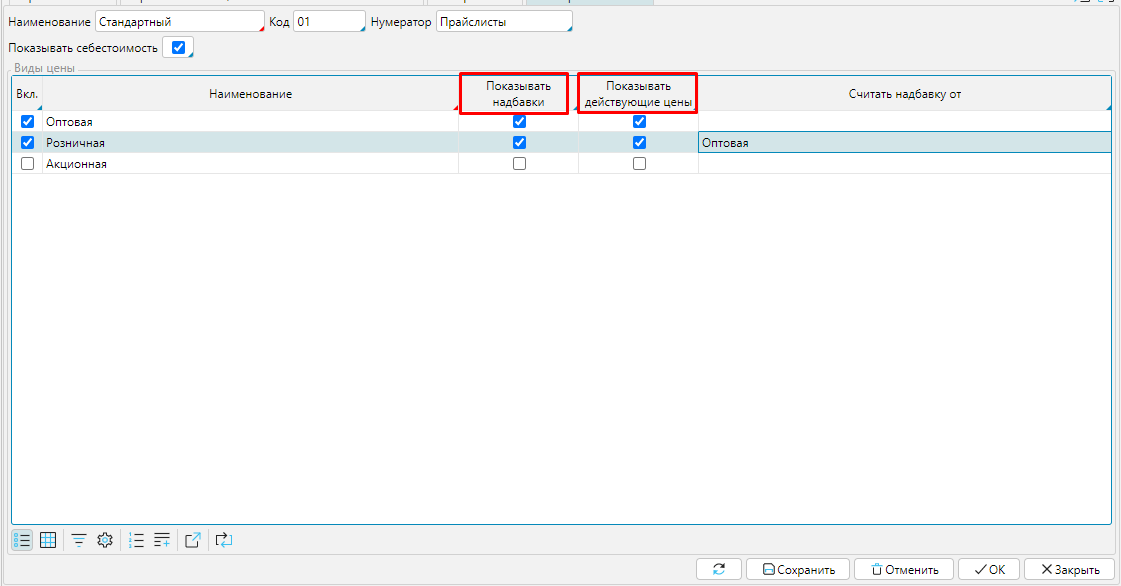 Наименование Стандартный Код 01 Нумератор Прайслисты
Показывать себестоимость
Виды цены
Вкл. Наименование Показывать надбавки Показывать действующие цены Считать надбавку от
Оптовая
Розничная Оптовая
Акционная
Сохранить Отменить OK Закрыть